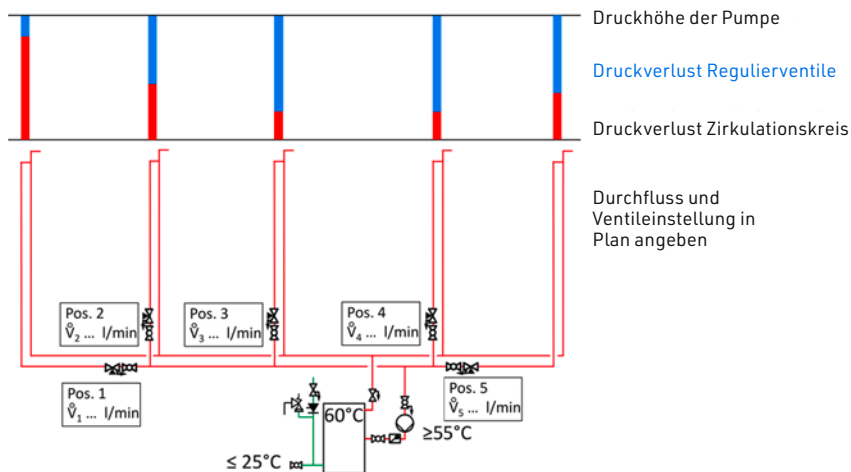 Druckhöhe der Pumpe
Druckverlust Regulierventile
Druckverlust Zirkulationskreis
Durchfluss und
Ventileinstellung in
Plan angeben
Pos. 2
V̊₂ ... l/min
Pos. 3
V̊₃ ... l/min
Pos. 4
V̊₄ ... l/min
Pos. 1
V̊₁ ... l/min
Pos. 5
V̊₅ ... l/min
60°C
≥55°C
≤ 25°C